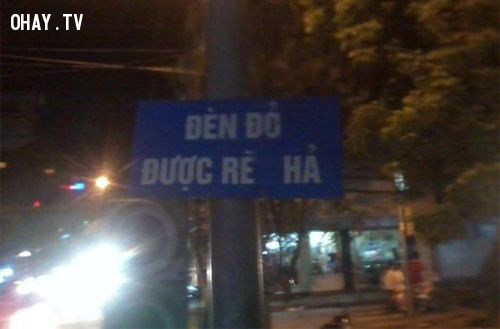 OHAY.TV
ĐÈN ĐỎ
ĐƯỢC RẼ HẢ